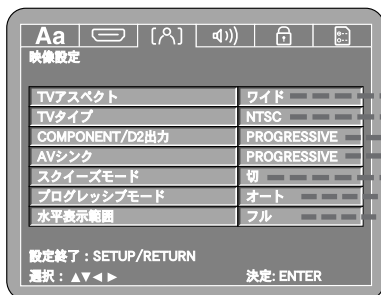 Aa
映像設定
TVアスペクト ワイド
TVタイプ NTSC
COMPONENT/D2出力 PROGRESSIVE
AVシンク PROGRESSIVE
スクイーズモード 切
プログレッシブモード オート
水平表示範囲 フル
設定終了：SETUP/RETURN
選択：▲▼◀▶ 決定: ENTER